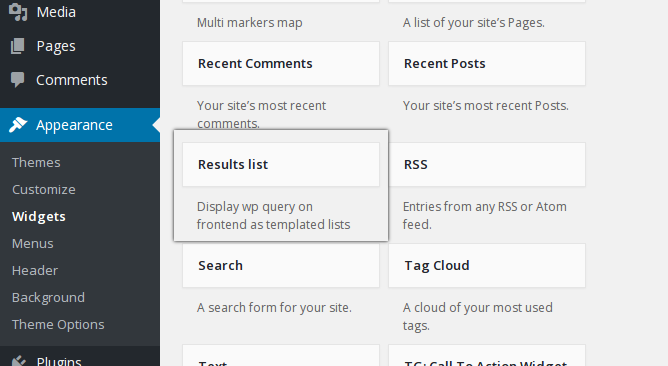 Media
Pages
Comments
Appearance
Themes
Customize
Widgets
Menus
Header
Background
Theme Options
Plugins
Multi markers map
A list of your site’s Pages.
Recent Comments
Recent Posts
Your site’s most recent
comments.
Your site’s most recent Posts.
Results list
RSS
Display wp query on
frontend as templated lists
Entries from any RSS or Atom
feed.
Search
Tag Cloud
A search form for your site.
A cloud of your most used
tags.
Text
TC: Call To Action Widget